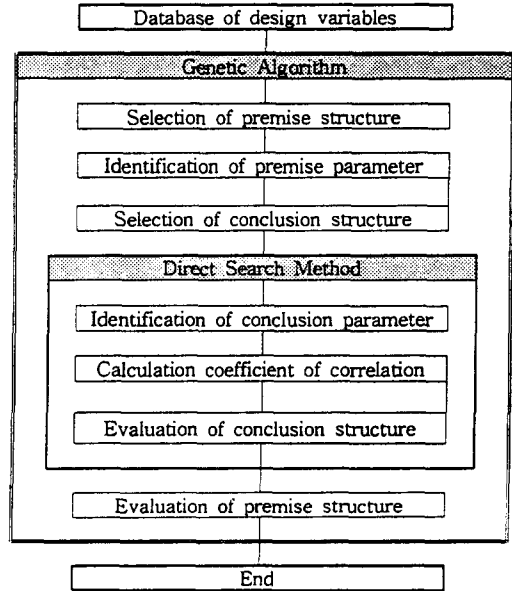 Database of design variables
Genetic Algorithm
Selection of premise structure
Identification of premise parameter
Selection of conclusion structure
Direct Search Method
Identification of conclusion parameter
Calculation coefficient of correlation
Evaluation of conclusion structure
Evaluation of premise structure
End